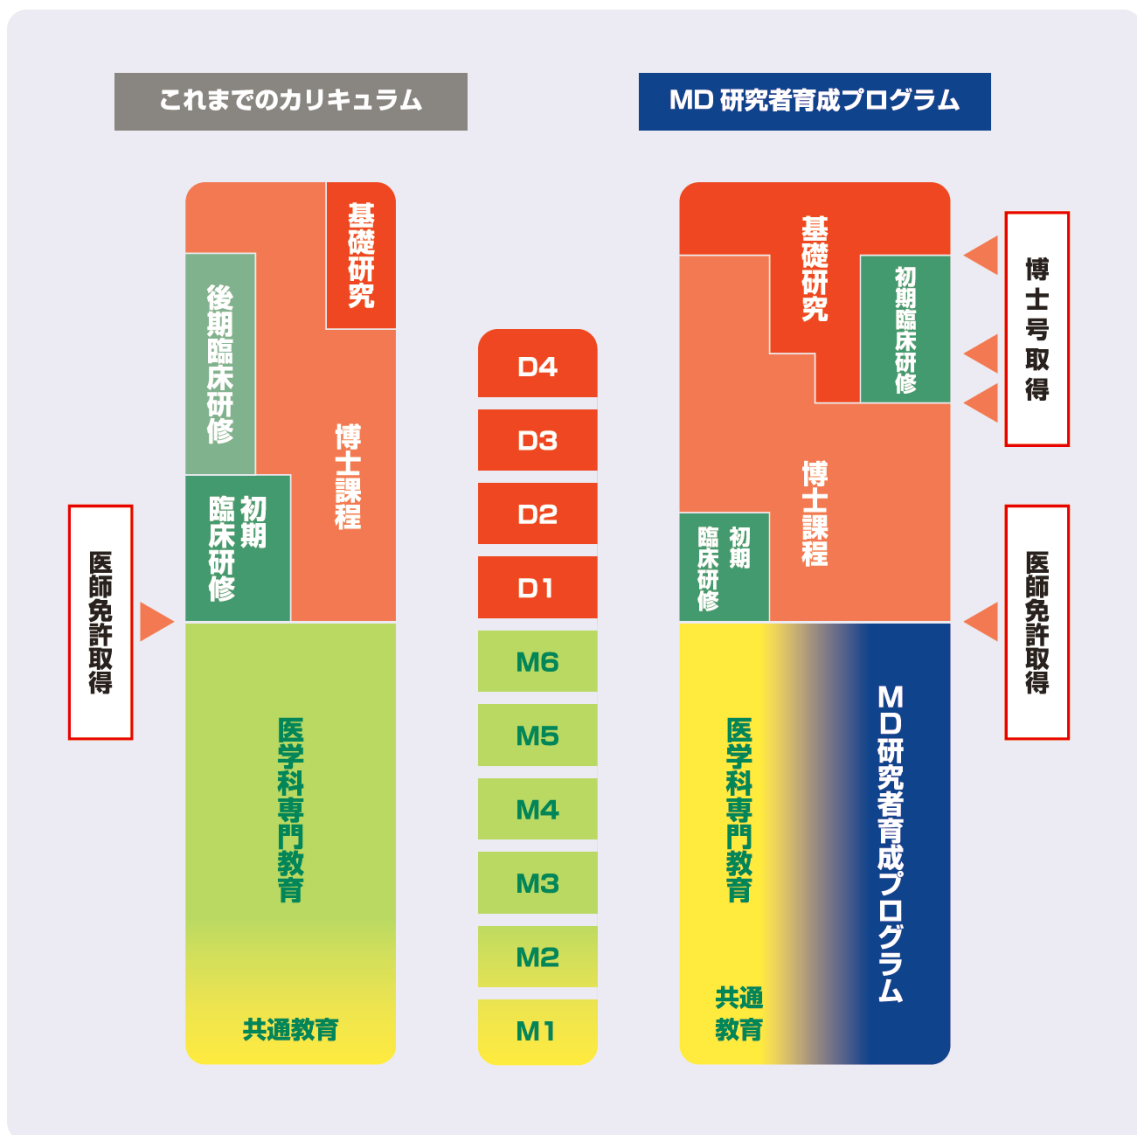 これまでのカリキュラム
MD 研究者育成プログラム
基礎研究
後期臨床研修
博士課程
初期
臨床研修
医師免許取得
医学科専門教育
共通教育
D4
D3
D2
D1
M6
M5
M4
M3
M2
M1
基礎研究
初期臨床研修
博士号取得
博士課程
初期
臨床研修
医師免許取得
医学科専門教育
MD研究者育成プログラム
共通
教育